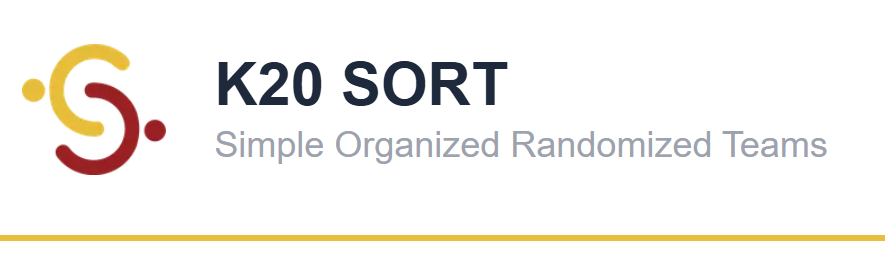 K20 SORT
Simple Organized Randomized Teams